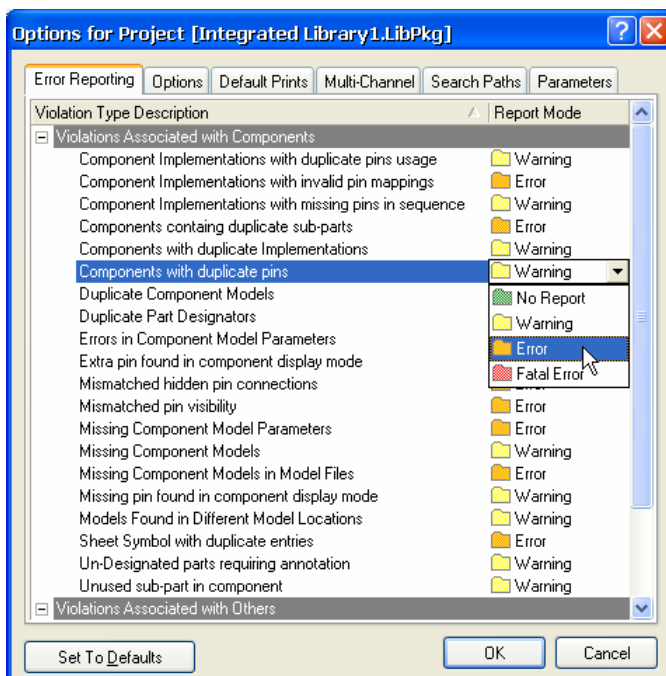 Options for Project [Integrated Library1.LibPkg]
Error Reporting Options Default Prints Multi-Channel Search Paths Parameters
Violation Type Description Report Mode
Violations Associated with Components
Component Implementations with duplicate pins usage Warning
Component Implementations with invalid pin mappings Error
Component Implementations with missing pins in sequence Warning
Components containg duplicate sub-parts Error
Components with duplicate Implementations Warning
Components with duplicate pins Warning
Duplicate Component Models No Report
Duplicate Part Designators Warning
Errors in Component Model Parameters Error
Extra pin found in component display mode Fatal Error
Mismatched hidden pin connections
Mismatched pin visibility Error
Missing Component Model Parameters Error
Missing Component Models Warning
Missing Component Models in Model Files Error
Missing pin found in component display mode Warning
Models Found in Different Model Locations Warning
Sheet Symbol with duplicate entries Error
Un-Designated parts requiring annotation Warning
Unused sub-part in component Warning
Violations Associated with Others
Set To Defaults OK Cancel